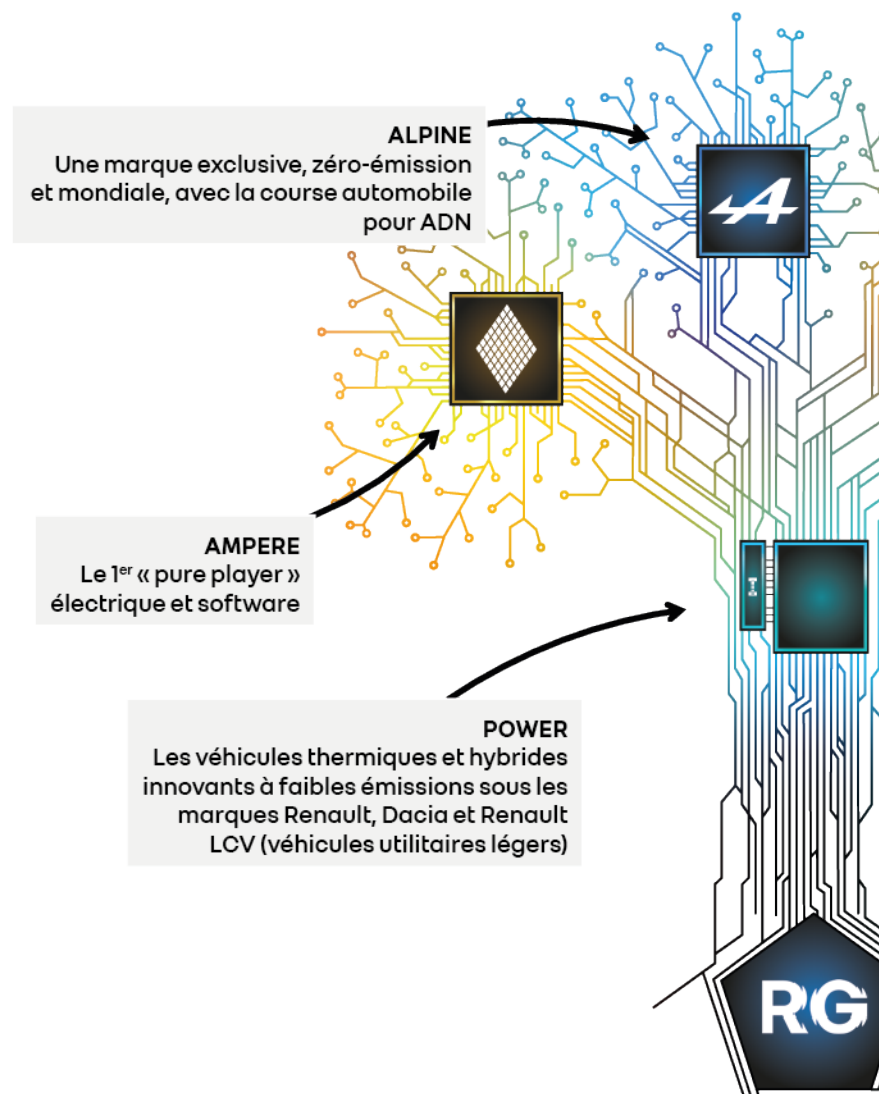 ALPINE
Une marque exclusive, zéro-émission
et mondiale, avec la course automobile
pour ADN
AMPERE
Le 1er « pure player »
électrique et software
POWER
Les véhicules thermiques et hybrides
innovants à faibles émissions sous les
marques Renault, Dacia et Renault
LCV (véhicules utilitaires légers)
RG